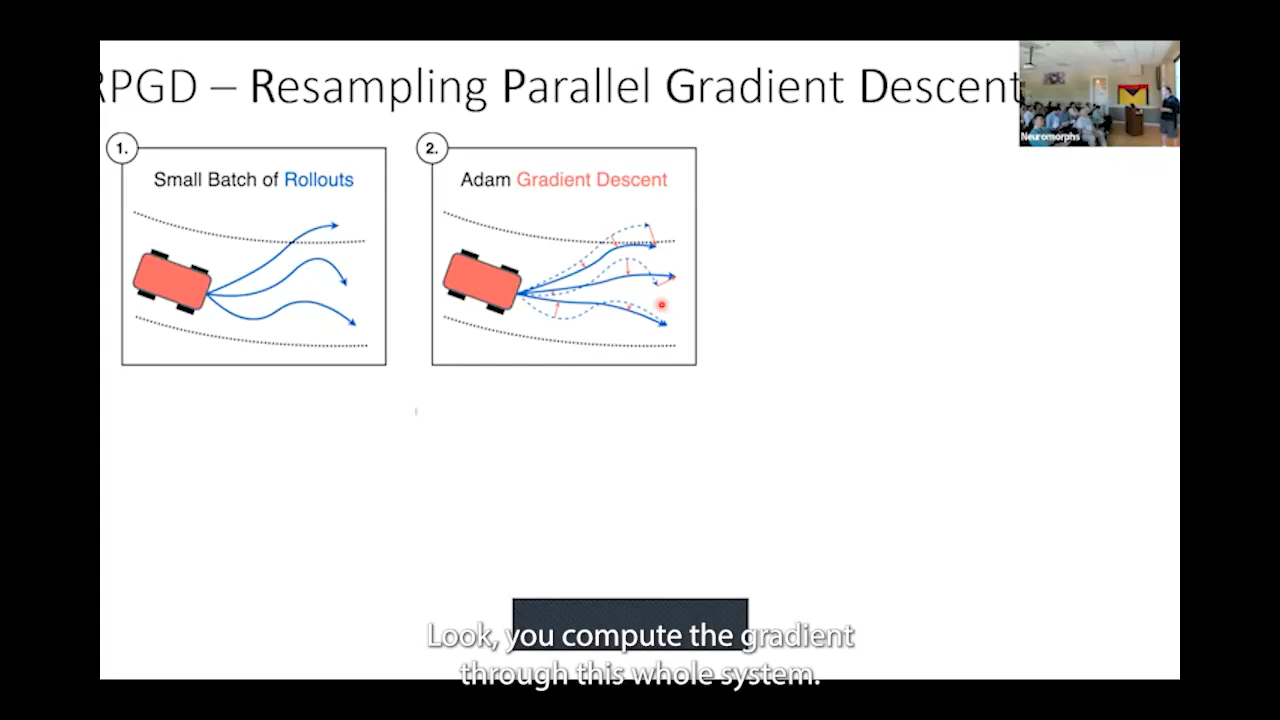 RPGD – Resampling Parallel Gradient Descent
Neuromorphs
1.
Small Batch of Rollouts
2.
Adam Gradient Descent
Look, you compute the gradient
through this whole system.